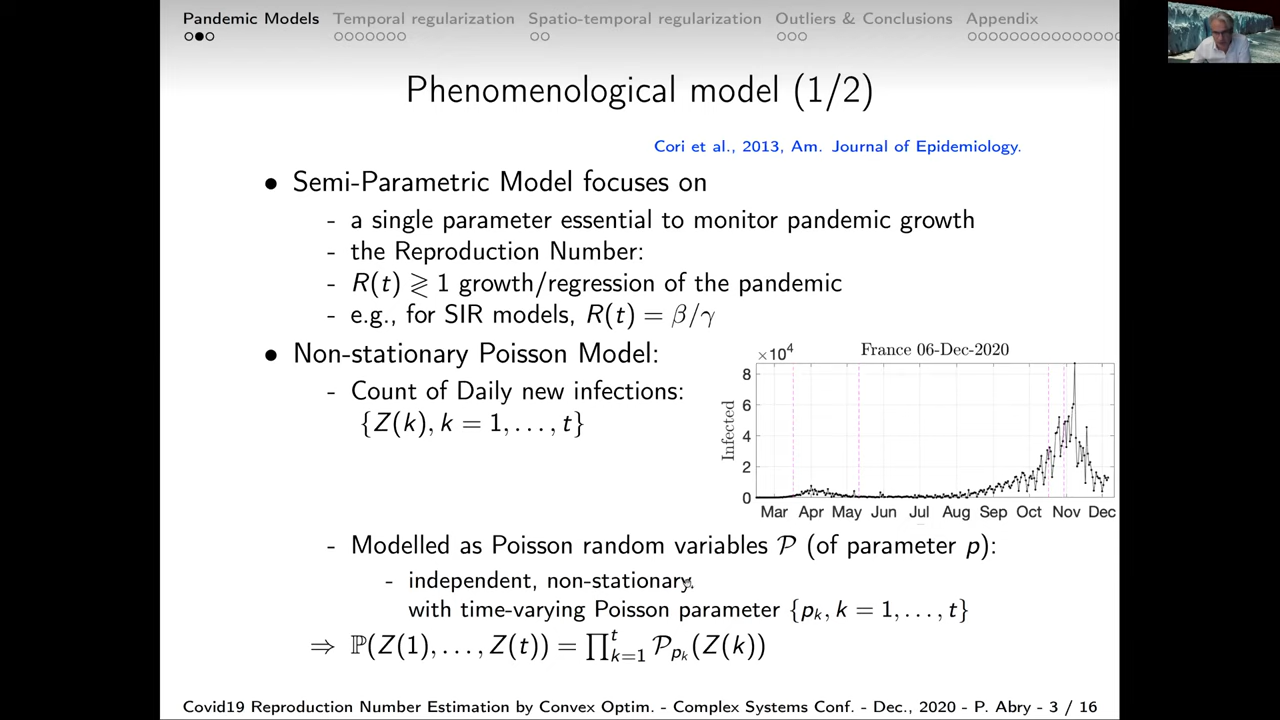 Pandemic Models Temporal regularization Spatio-temporal regularization Outliers & Conclusions Appendix
Phenomenological model (1/2)
Cori et al., 2013, Am. Journal of Epidemiology.
• Semi-Parametric Model focuses on
- a single parameter essential to monitor pandemic growth
- the Reproduction Number:
- R(t) ≷ 1 growth/regression of the pandemic
- e.g., for SIR models, R(t) = β/γ
• Non-stationary Poisson Model:
- Count of Daily new infections:
{Z(k), k = 1, . . . , t}
×10⁴ France 06-Dec-2020
Infected
8
6
4
2
0
Mar Apr May Jun Jul Aug Sep Oct Nov Dec
- Modelled as Poisson random variables 𝒫 (of parameter p):
- independent, non-stationary.
with time-varying Poisson parameter {pₖ, k = 1, . . . , t}
⇒ ℙ(Z(1), . . . , Z(t)) = ∏ᵗₖ₌₁ 𝒫ₚₖ(Z(k))
Covid19 Reproduction Number Estimation by Convex Optim. - Complex Systems Conf. - Dec., 2020 - P. Abry - 3 / 16